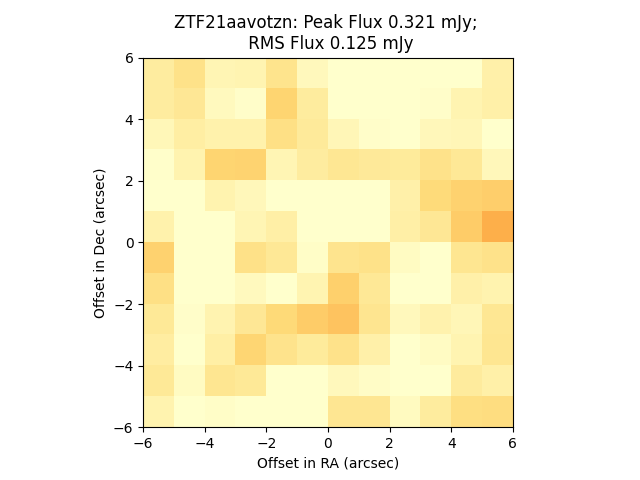 ZTF21aavotzn: Peak Flux 0.321 mJy;
RMS Flux 0.125 mJy
6
4
2
0
−2
−4
−6
Offset in Dec (arcsec)
−6 −4 −2 0 2 4 6
Offset in RA (arcsec)